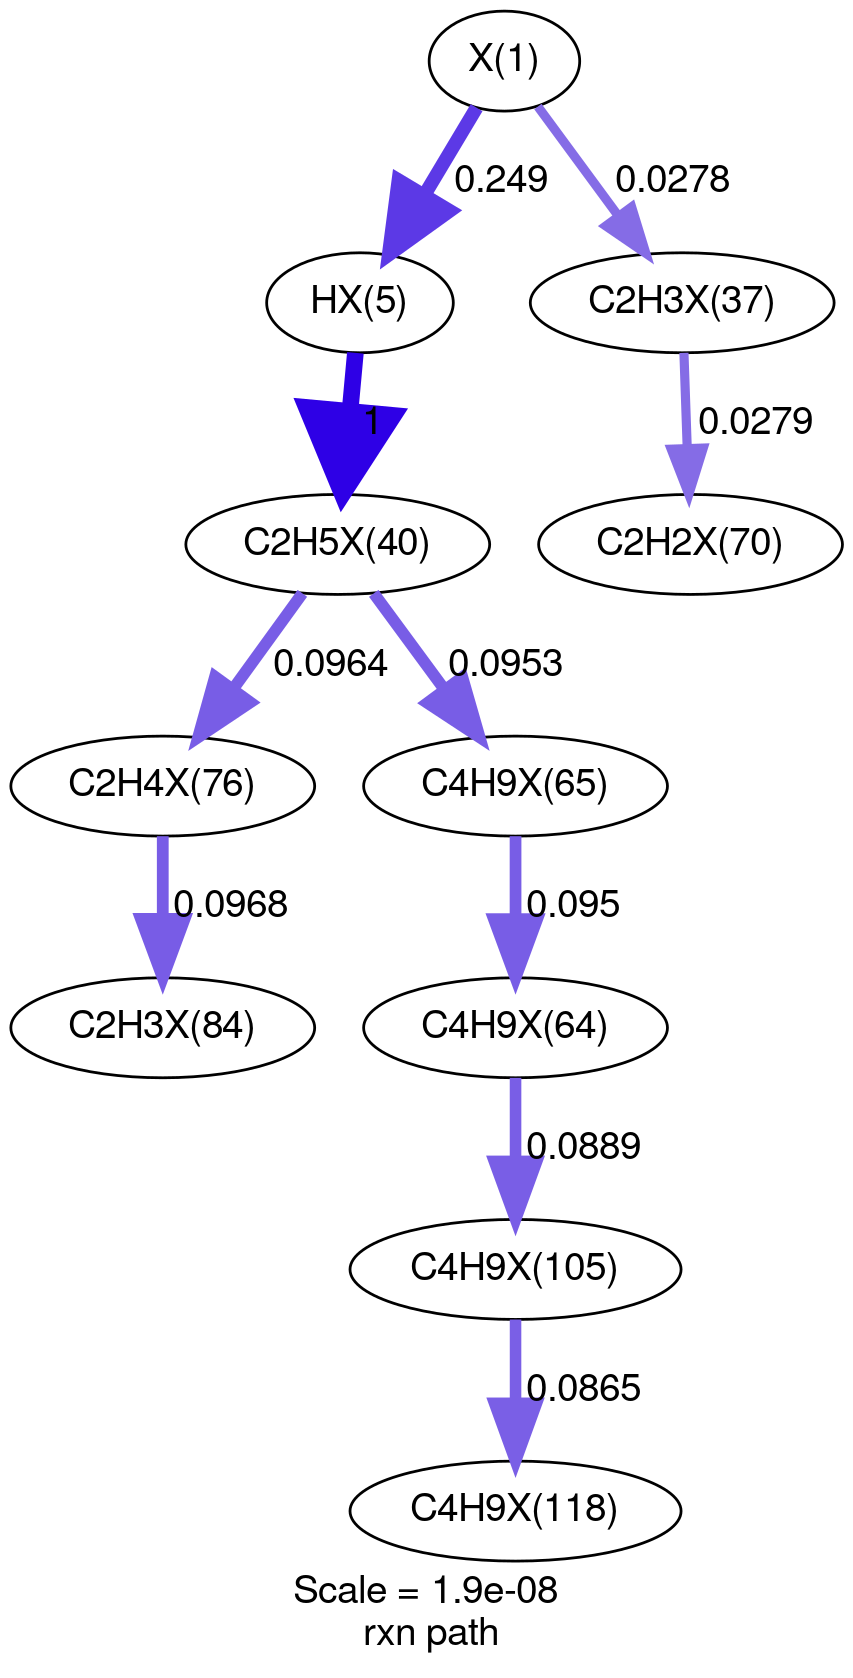 X(1)
0.249
0.0278
HX(5)
C2H3X(37)
1
0.0279
C2H5X(40)
C2H2X(70)
0.0964
0.0953
C2H4X(76)
C4H9X(65)
0.0968
0.095
C2H3X(84)
C4H9X(64)
0.0889
C4H9X(105)
0.0865
C4H9X(118)
Scale = 1.9e-08
rxn path